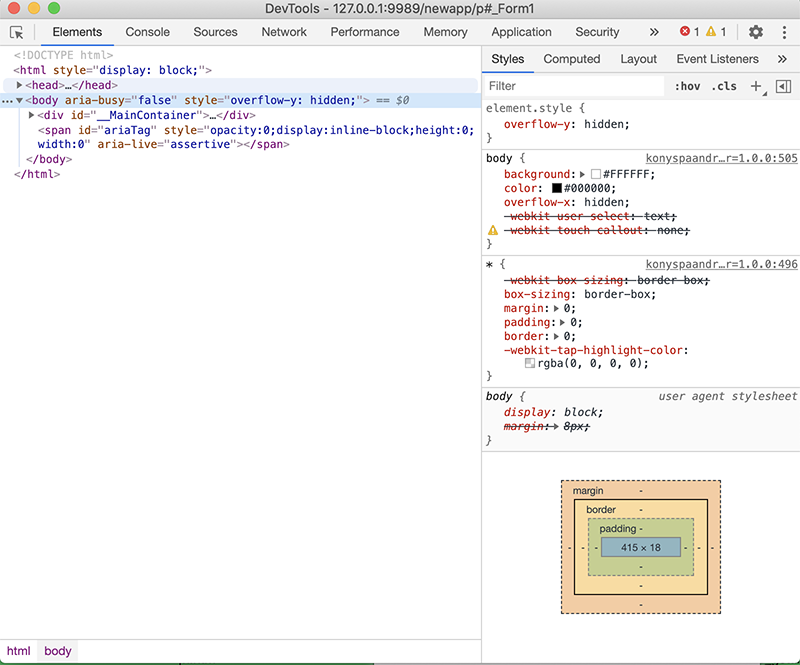 DevTools - 127.0.0.1:9989/newapp/p#_Form1
Elements Console Sources Network Performance Memory Application Security » 1 1
<!DOCTYPE html>
<html style="display: block;">
<head>…</head>
<body aria-busy="false" style="overflow-y: hidden;"> == $0
<div id="__MainContainer">…</div>
<span id="ariaTag" style="opacity:0;display:inline-block;height:0;
width:0" aria-live="assertive"></span>
</body>
</html>
html body
Styles Computed Layout Event Listeners »
Filter :hov .cls +
element.style {
overflow-y: hidden;
}
body { konyspaandr…r=1.0.0:505
background: #FFFFFF;
color: #000000;
overflow-x: hidden;
-webkit-user-select: text;
-webkit-touch-callout: none;
}
* { konyspaandr…r=1.0.0:496
-webkit-box-sizing: border-box;
box-sizing: border-box;
margin: 0;
padding: 0;
border: 0;
-webkit-tap-highlight-color:
rgba(0, 0, 0, 0);
}
body { user agent stylesheet
display: block;
margin: 8px;
}
margin -
border -
padding -
- - - 415 × 18 - - -
-
-
-